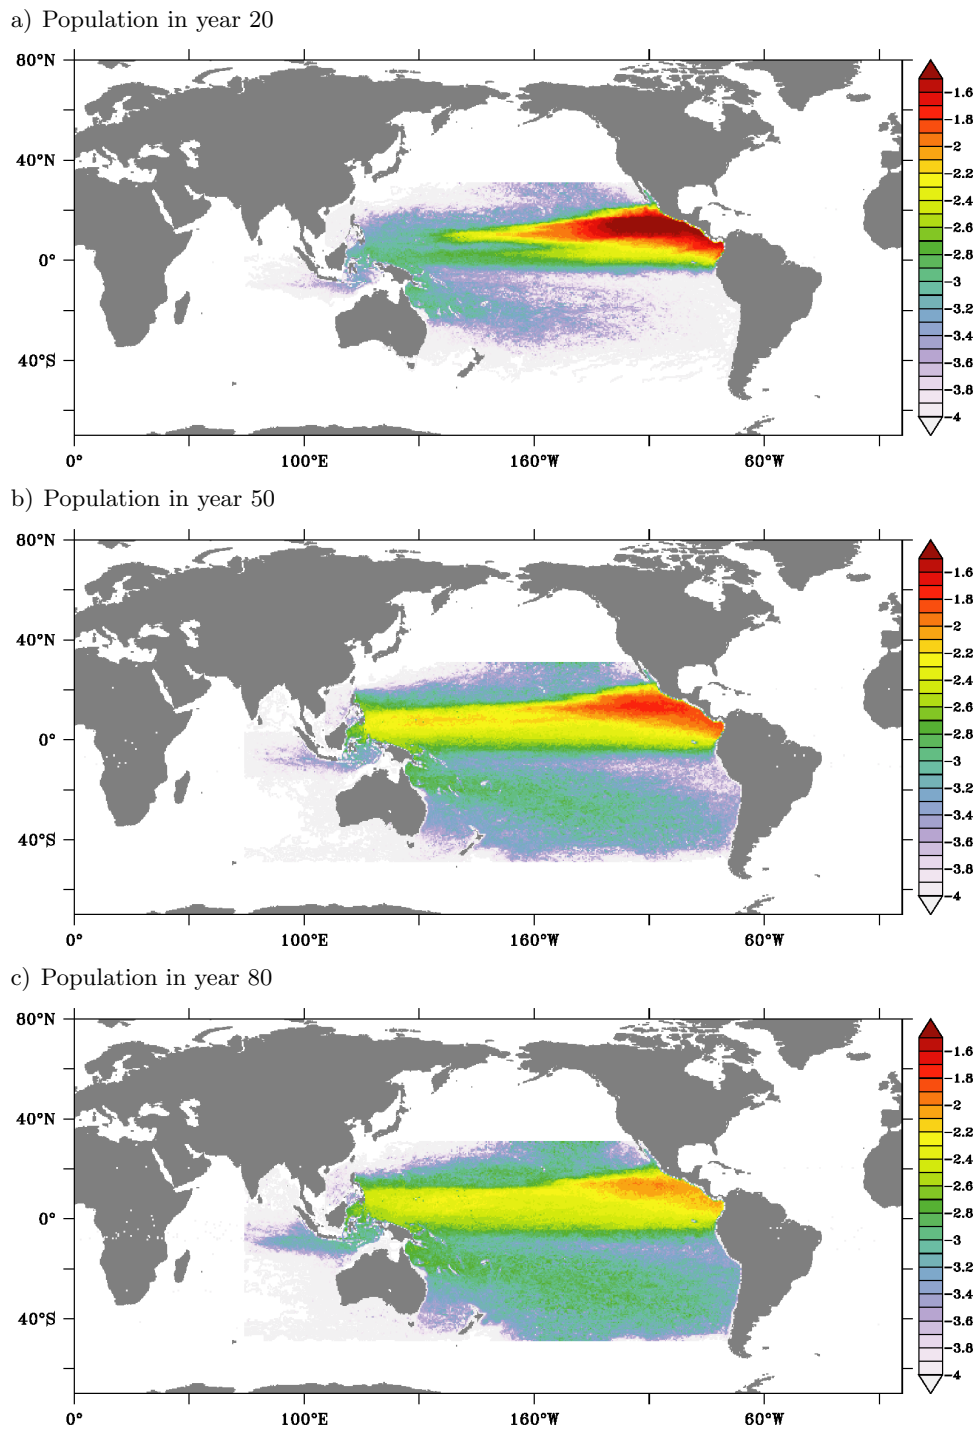 a) Population in year 20
80°N
40°N
0°
40°S
0° 100°E 160°W 60°W
−1.6
−1.8
−2
−2.2
−2.4
−2.6
−2.8
−3
−3.2
−3.4
−3.6
−3.8
−4
b) Population in year 50
80°N
40°N
0°
40°S
0° 100°E 160°W 60°W
−1.6
−1.8
−2
−2.2
−2.4
−2.6
−2.8
−3
−3.2
−3.4
−3.6
−3.8
−4
c) Population in year 80
80°N
40°N
0°
40°S
0° 100°E 160°W 60°W
−1.6
−1.8
−2
−2.2
−2.4
−2.6
−2.8
−3
−3.2
−3.4
−3.6
−3.8
−4